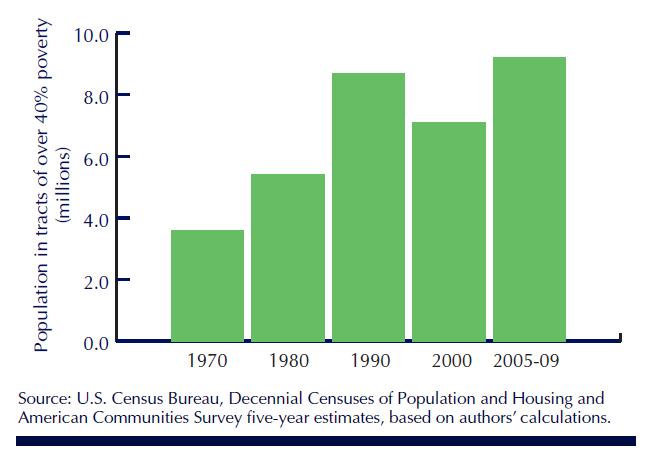 Population in tracts of over 40% poverty
(millions)
10.0
8.0
6.0
4.0
2.0
0.0
1970 1980 1990 2000 2005-09
Source: U.S. Census Bureau, Decennial Censuses of Population and Housing and
American Communities Survey five-year estimates, based on authors’ calculations.